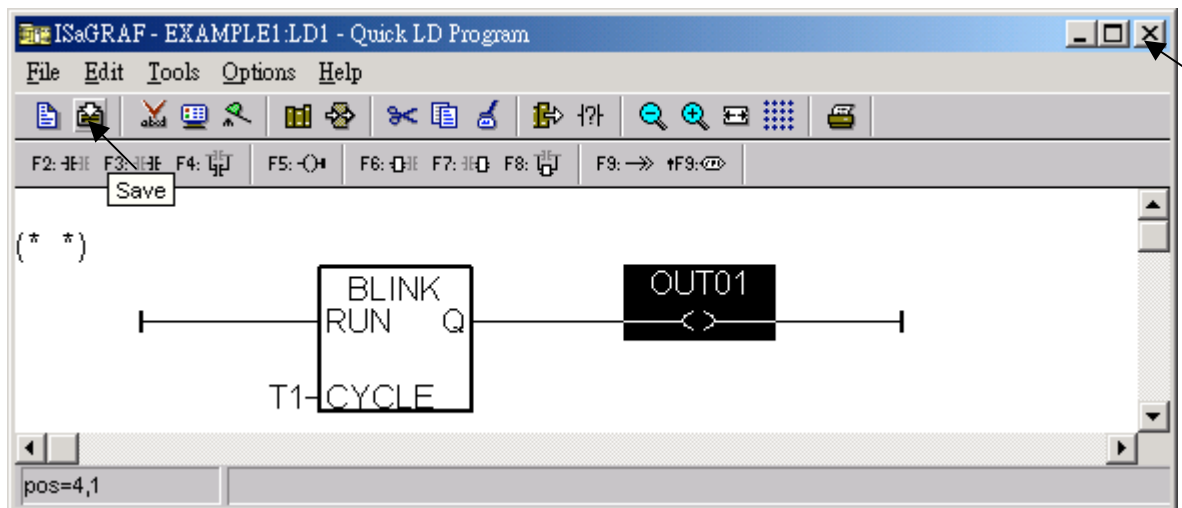 ISaGRAF - EXAMPLE1:LD1 - Quick LD Program
File Edit Tools Options Help
F2: F3: F4: F5: F6: F7: F8: F9: F9:
Save
(* *)
BLINK
RUN Q
T1 CYCLE
OUT01
pos=4,1